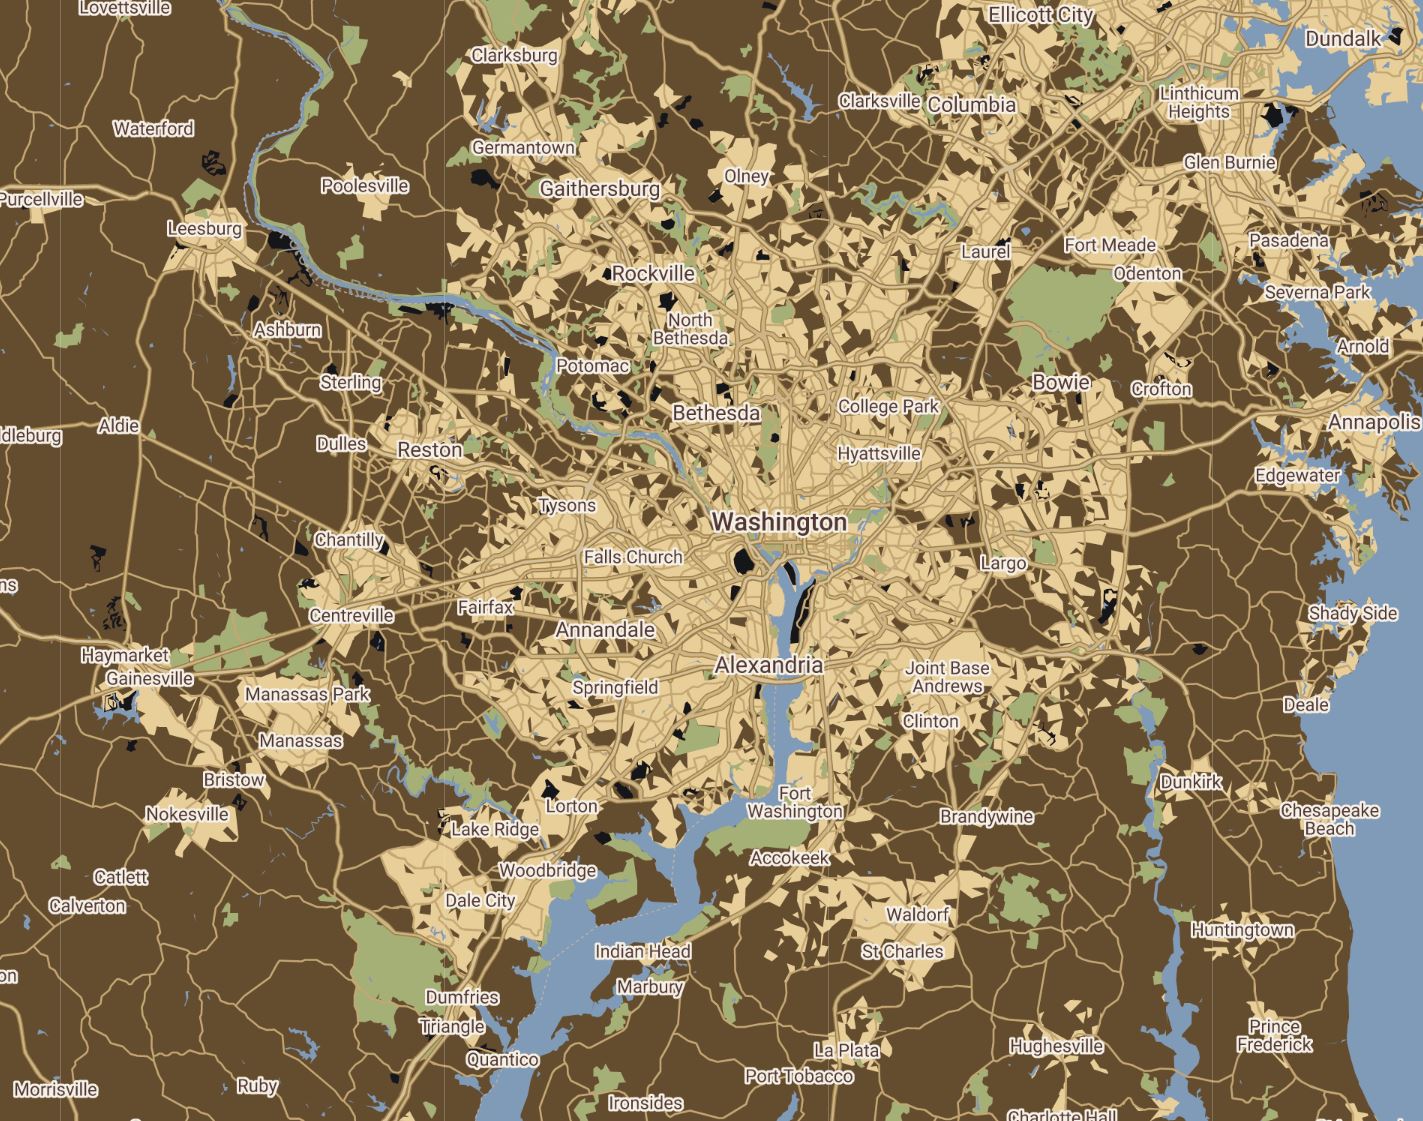 Lovettsville
Ellicott City
Dundalk
Clarksburg
Clarksville
Columbia
Linthicum
Heights
Waterford
Germantown
Glen Burnie
Poolesville
Gaithersburg
Olney
Purcellville
Leesburg
Laurel
Fort Meade
Pasadena
Rockville
Odenton
Severna Park
Ashburn
North
Bethesda
Arnold
Potomac
Sterling
Bowie
Crofton
College Park
Bethesda
Annapolis
Aldie
dleburg
Dulles
Reston
Hyattsville
Edgewater
Tysons
Washington
Chantilly
Falls Church
Largo
ns
Fairfax
Centreville
Annandale
Shady Side
Haymarket
Gainesville
Alexandria
Joint Base
Andrews
Manassas Park
Springfield
Deale
Clinton
Manassas
Bristow
Dunkirk
Nokesville
Lorton
Fort
Washington
Brandywine
Chesapeake
Beach
Lake Ridge
Accokeek
Woodbridge
Catlett
Calverton
Dale City
Waldorf
Huntingtown
Indian Head
St Charles
on
Marbury
Dumfries
Triangle
Prince
Frederick
La Plata
Hughesville
Quantico
Port Tobacco
Morrisville
Ruby
Ironsides
Charlotte Hall